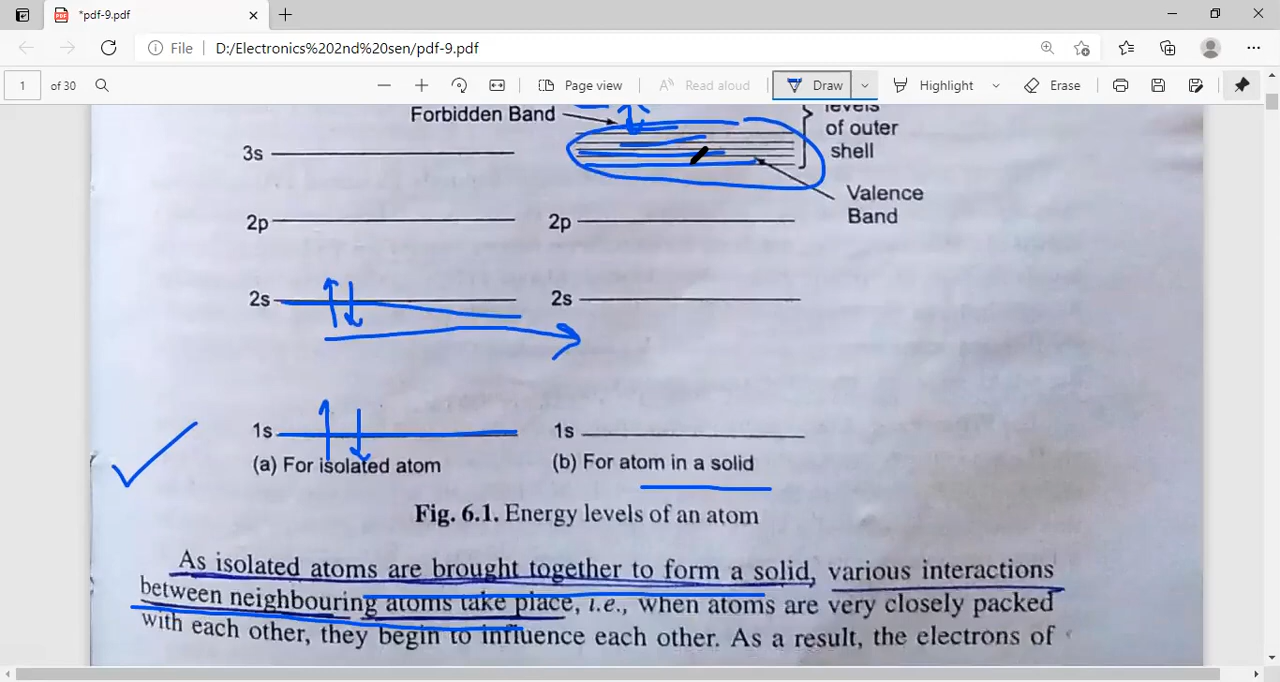 *pdf-9.pdf
File | D:/Electronics%202nd%20sen/pdf-9.pdf
1 of 30 Page view Read aloud Draw Highlight Erase
Forbidden Band
levels
of outer
shell
3s
Valence
Band
2p 2p
2s 2s
1s 1s
(a) For isolated atom (b) For atom in a solid
Fig. 6.1. Energy levels of an atom
As isolated atoms are brought together to form a solid, various interactions
between neighbouring atoms take place, i.e., when atoms are very closely packed
with each other, they begin to influence each other. As a result, the electrons of